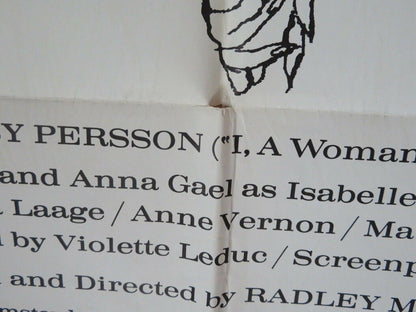 Y PERSSON ("I, A Woman
and Anna Gael as Isabelle
Laage / Anne Vernon / Ma
by Violette Leduc / Screenp
and Directed by RADLEY M